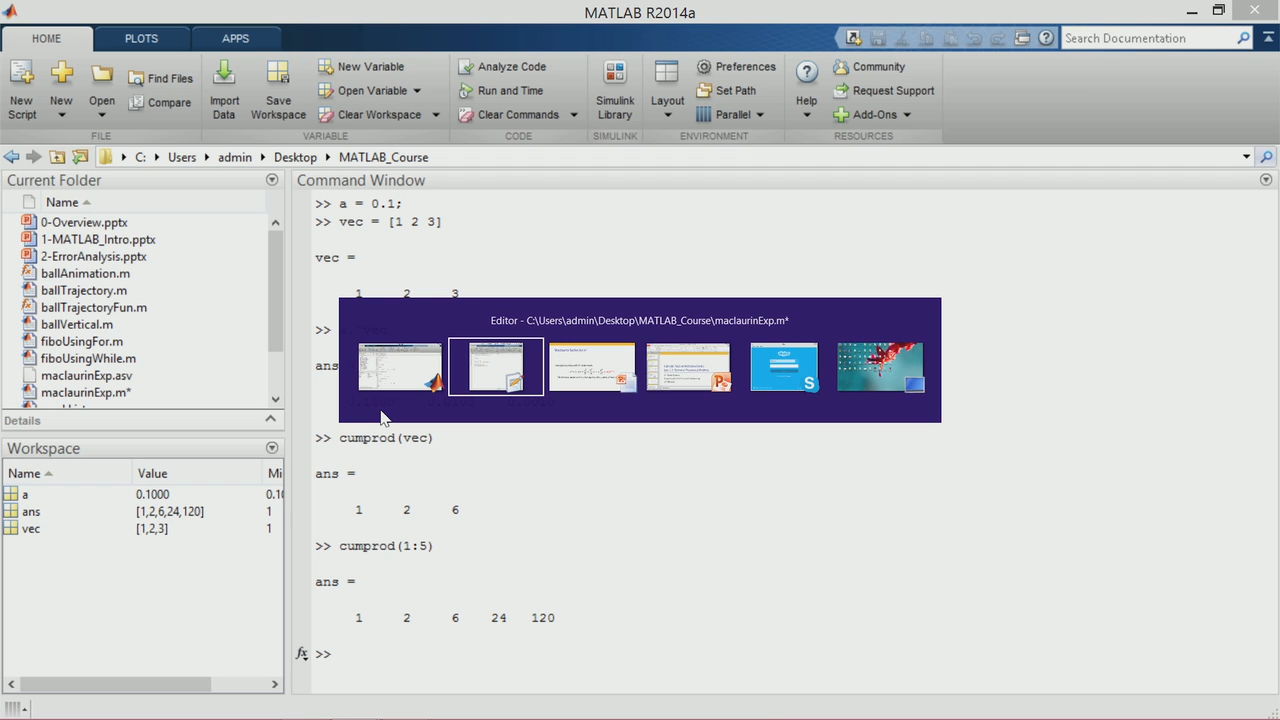 MATLAB R2014a
HOME
PLOTS
APPS
Search Documentation
New Script
New
Open
Find Files
Compare
FILE
Import Data
Save Workspace
New Variable
Open Variable
Clear Workspace
VARIABLE
Analyze Code
Run and Time
Clear Commands
CODE
Simulink Library
SIMULINK
Layout
Preferences
Set Path
Parallel
ENVIRONMENT
Help
Community
Request Support
Add-Ons
RESOURCES
C: Users admin Desktop MATLAB_Course
Current Folder
Name
0-Overview.pptx
1-MATLAB_Intro.pptx
2-ErrorAnalysis.pptx
ballAnimation.m
ballTrajectory.m
ballTrajectoryFun.m
ballVertical.m
fiboUsingFor.m
fiboUsingWhile.m
maclaurinExp.asv
maclaurinExp.m*
Details
Workspace
Name Value Mi
a 0.1000 0.10
ans [1,2,6,24,120] 1
vec [1,2,3] 1
Command Window
>> a = 0.1;
>> vec = [1 2 3]
vec =
1 2 3
Editor - C:\Users\admin\Desktop\MATLAB_Course\maclaurinExp.m*
>>
ans
>> cumprod(vec)
ans =
1 2 6
>> cumprod(1:5)
ans =
1 2 6 24 120
fx >>